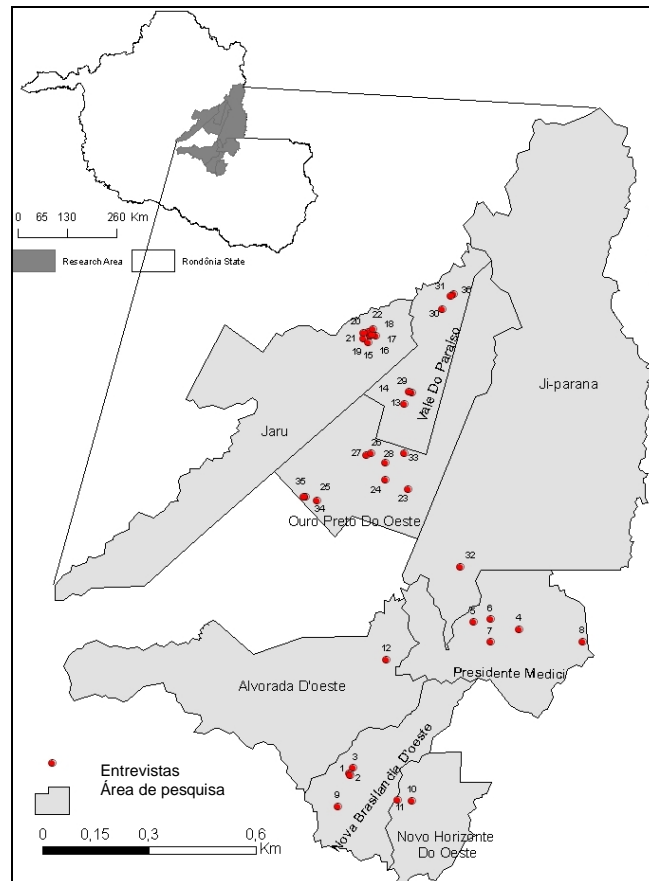 0 65 130 260 Km
Research Area Rondônia State
31 36
30
20 22 18
21 17
19 15 16
Vale Do Paraíso
Ji-parana
14 29
13
Jaru
26
27 28 33
24 23
35 25
34
Ouro Preto Do Oeste
32
5 6 4
7 8
12
Presidente Medici
Alvorada D'oeste
3
1
2
9
Nova Brasilandia D'oeste
11 10
Novo Horizonte
Do Oeste
Entrevistas
Área de pesquisa
0 0,15 0,3 0,6
Km